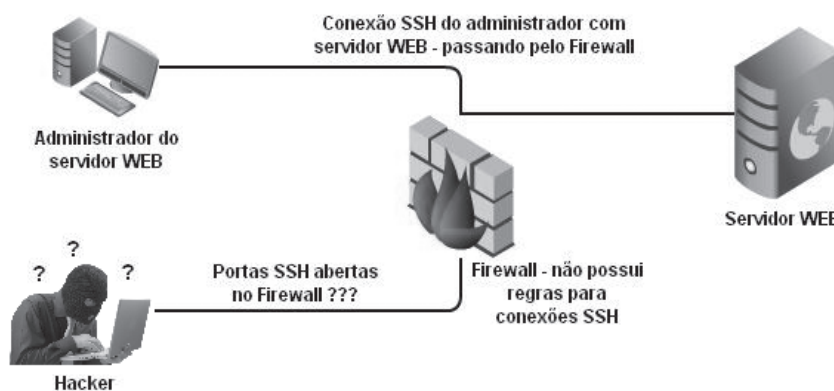 Conexão SSH do administrador com
servidor WEB - passando pelo Firewall
Administrador do
servidor WEB
Servidor WEB
?
?
?
Portas SSH abertas
no Firewall ???
Firewall - não possui
regras para
conexões SSH
Hacker